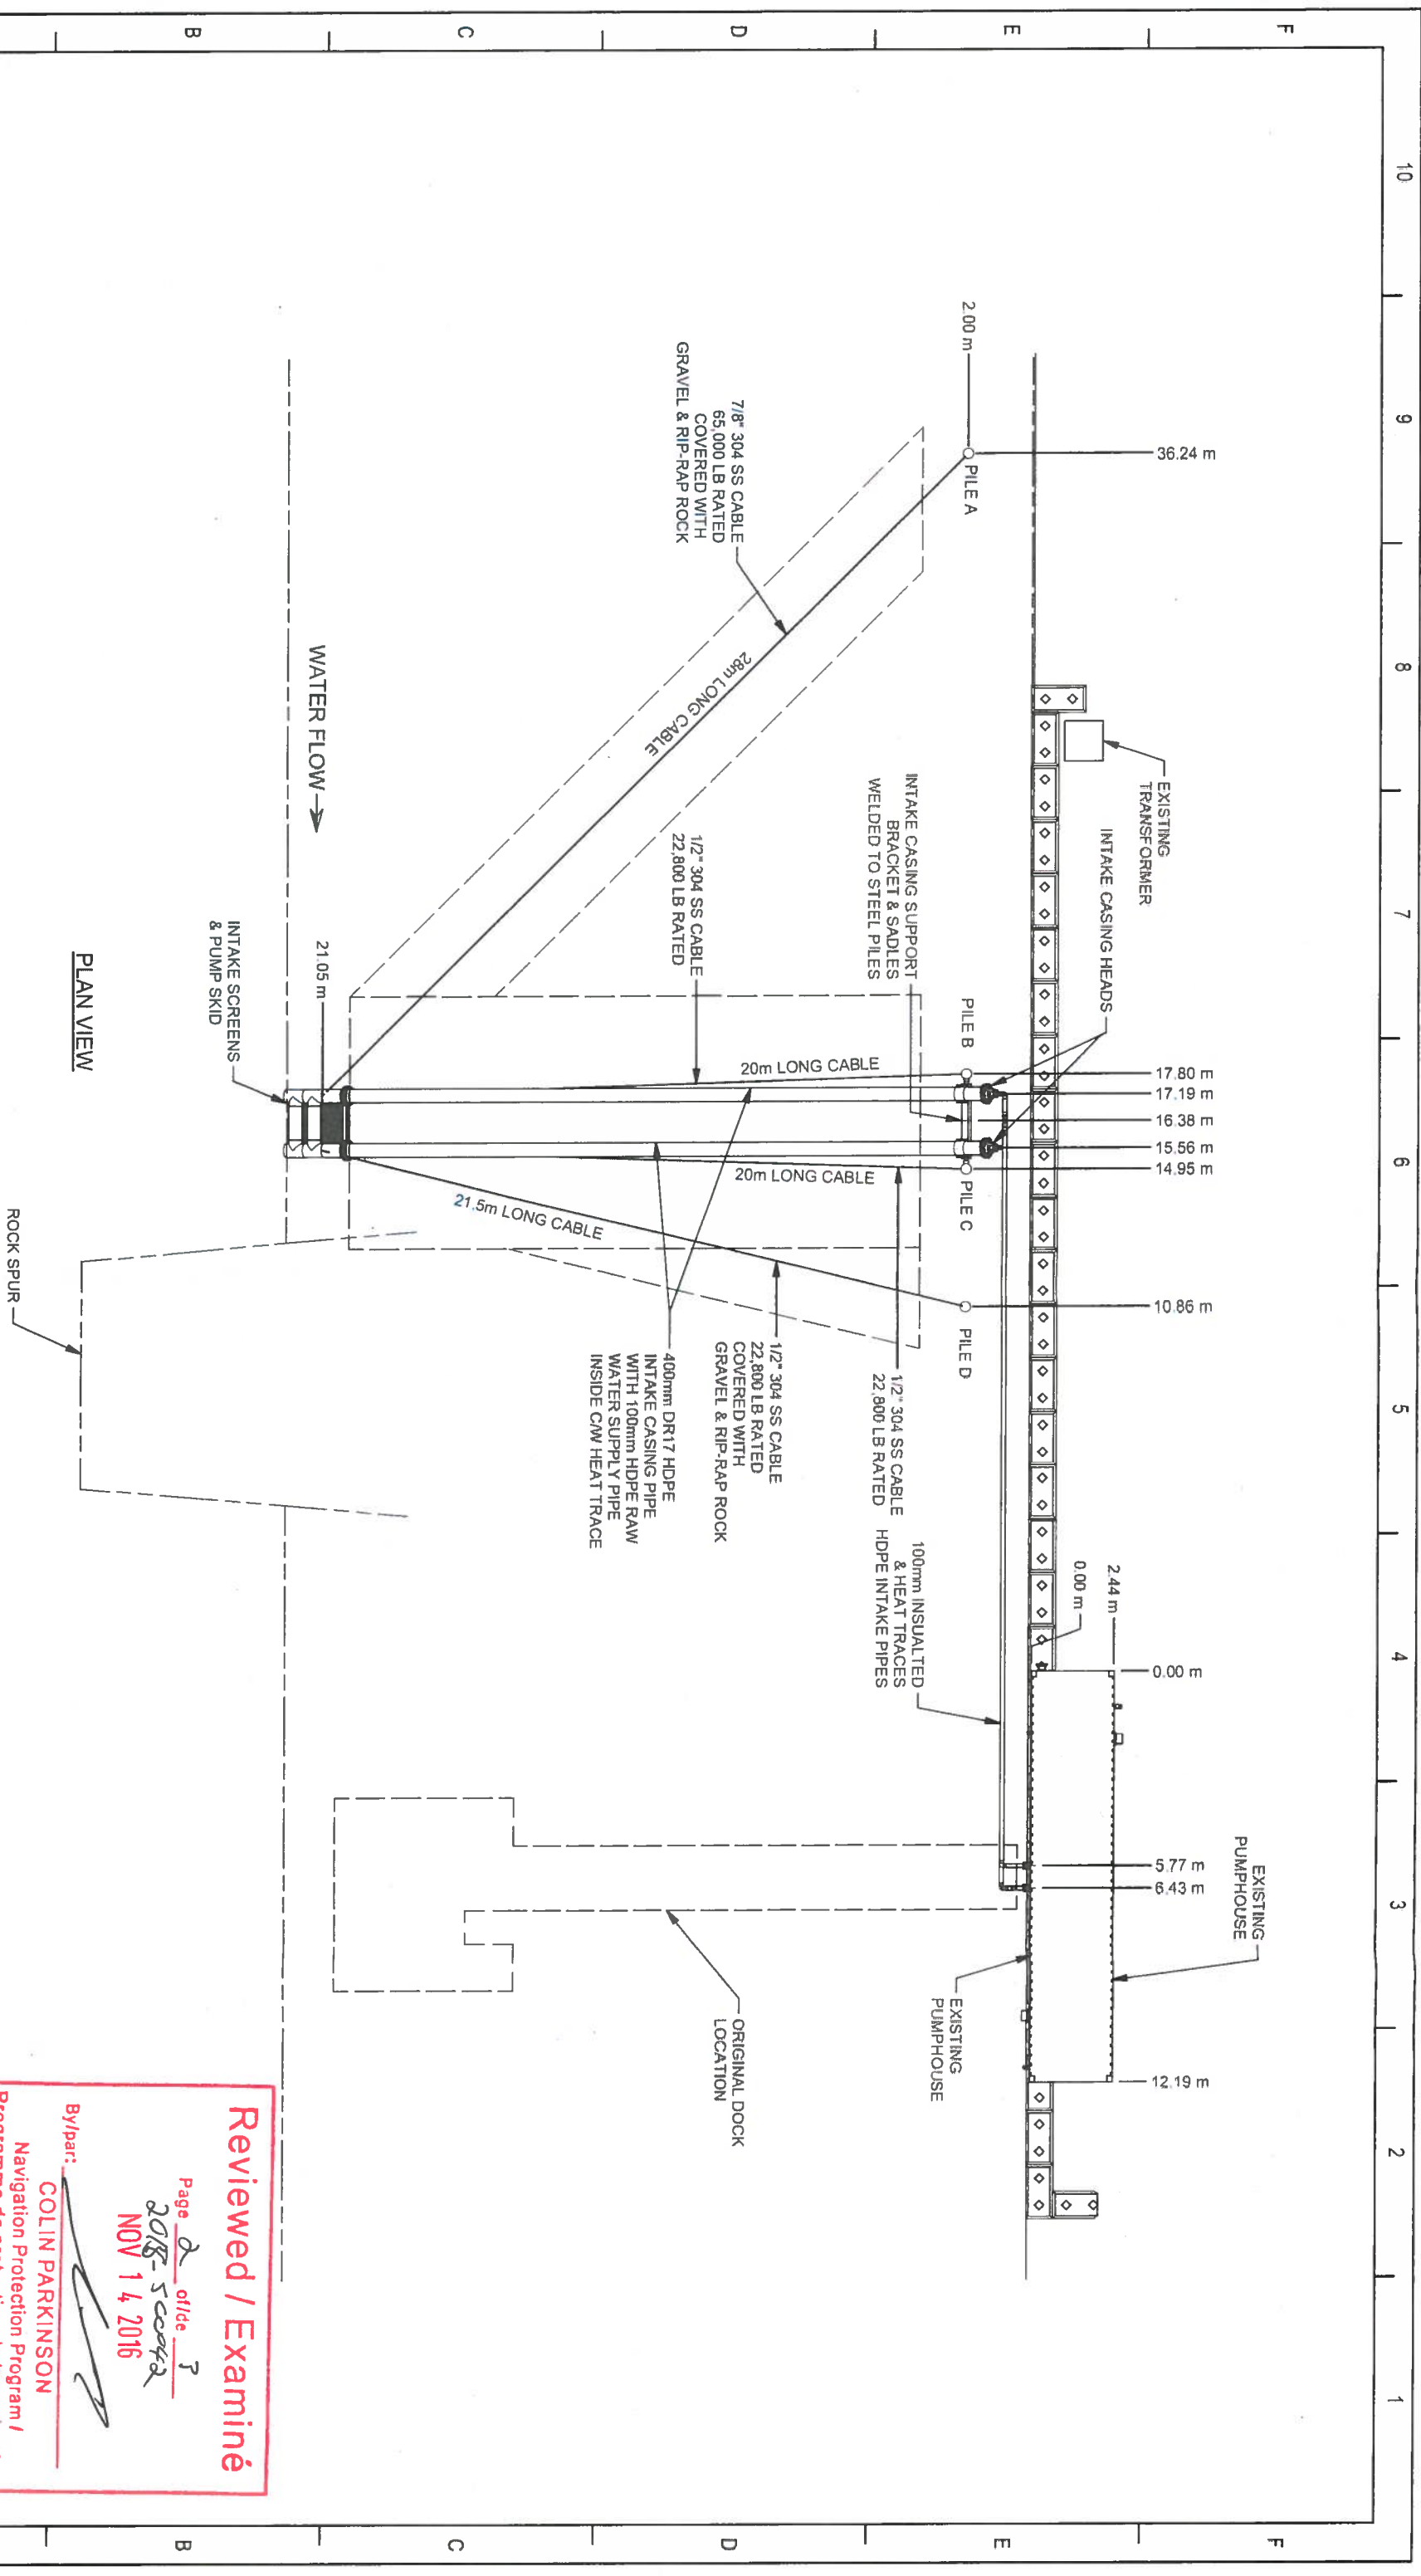 10
9
8
7
6
5
4
3
2
1
F
E
D
C
B
F
E
D
C
B
36.24 m
2.00 m
PILE A
7/8" 304 SS CABLE
65,000 LB RATED
COVERED WITH
GRAVEL & RIP-RAP ROCK
28m LONG CABLE
WATER FLOW
EXISTING
TRANSFORMER
INTAKE CASING HEADS
INTAKE CASING SUPPORT
BRACKET & SADLES
WELDED TO STEEL PILES
1/2" 304 SS CABLE
22,800 LB RATED
PILE B
20m LONG CABLE
17.80 m
17.19 m
16.38 m
15.56 m
14.95 m
20m LONG CABLE
PILE C
21.05 m
INTAKE SCREENS
& PUMP SKID
PLAN VIEW
21.5m LONG CABLE
10.86 m
PILE D
1/2" 304 SS CABLE
22,800 LB RATED
1/2" 304 SS CABLE
22,800 LB RATED
COVERED WITH
GRAVEL & RIP-RAP ROCK
400mm DR17 HDPE
INTAKE CASING PIPE
WITH 100mm HDPE RAW
WATER SUPPLY PIPE
INSIDE C/W HEAT TRACE
ROCK SPUR
100mm INSUALTED
& HEAT TRACES
HDPE INTAKE PIPES
2.44 m
0.00 m
0.00 m
5.77 m
6.43 m
12.19 m
EXISTING
PUMPHOUSE
EXISTING
PUMPHOUSE
ORIGINAL DOCK
LOCATION
Reviewed / Examiné
Page 2 of/de 3
NOV 14 2016
By/par:
COLIN PARKINSON
Navigation Protection Program /